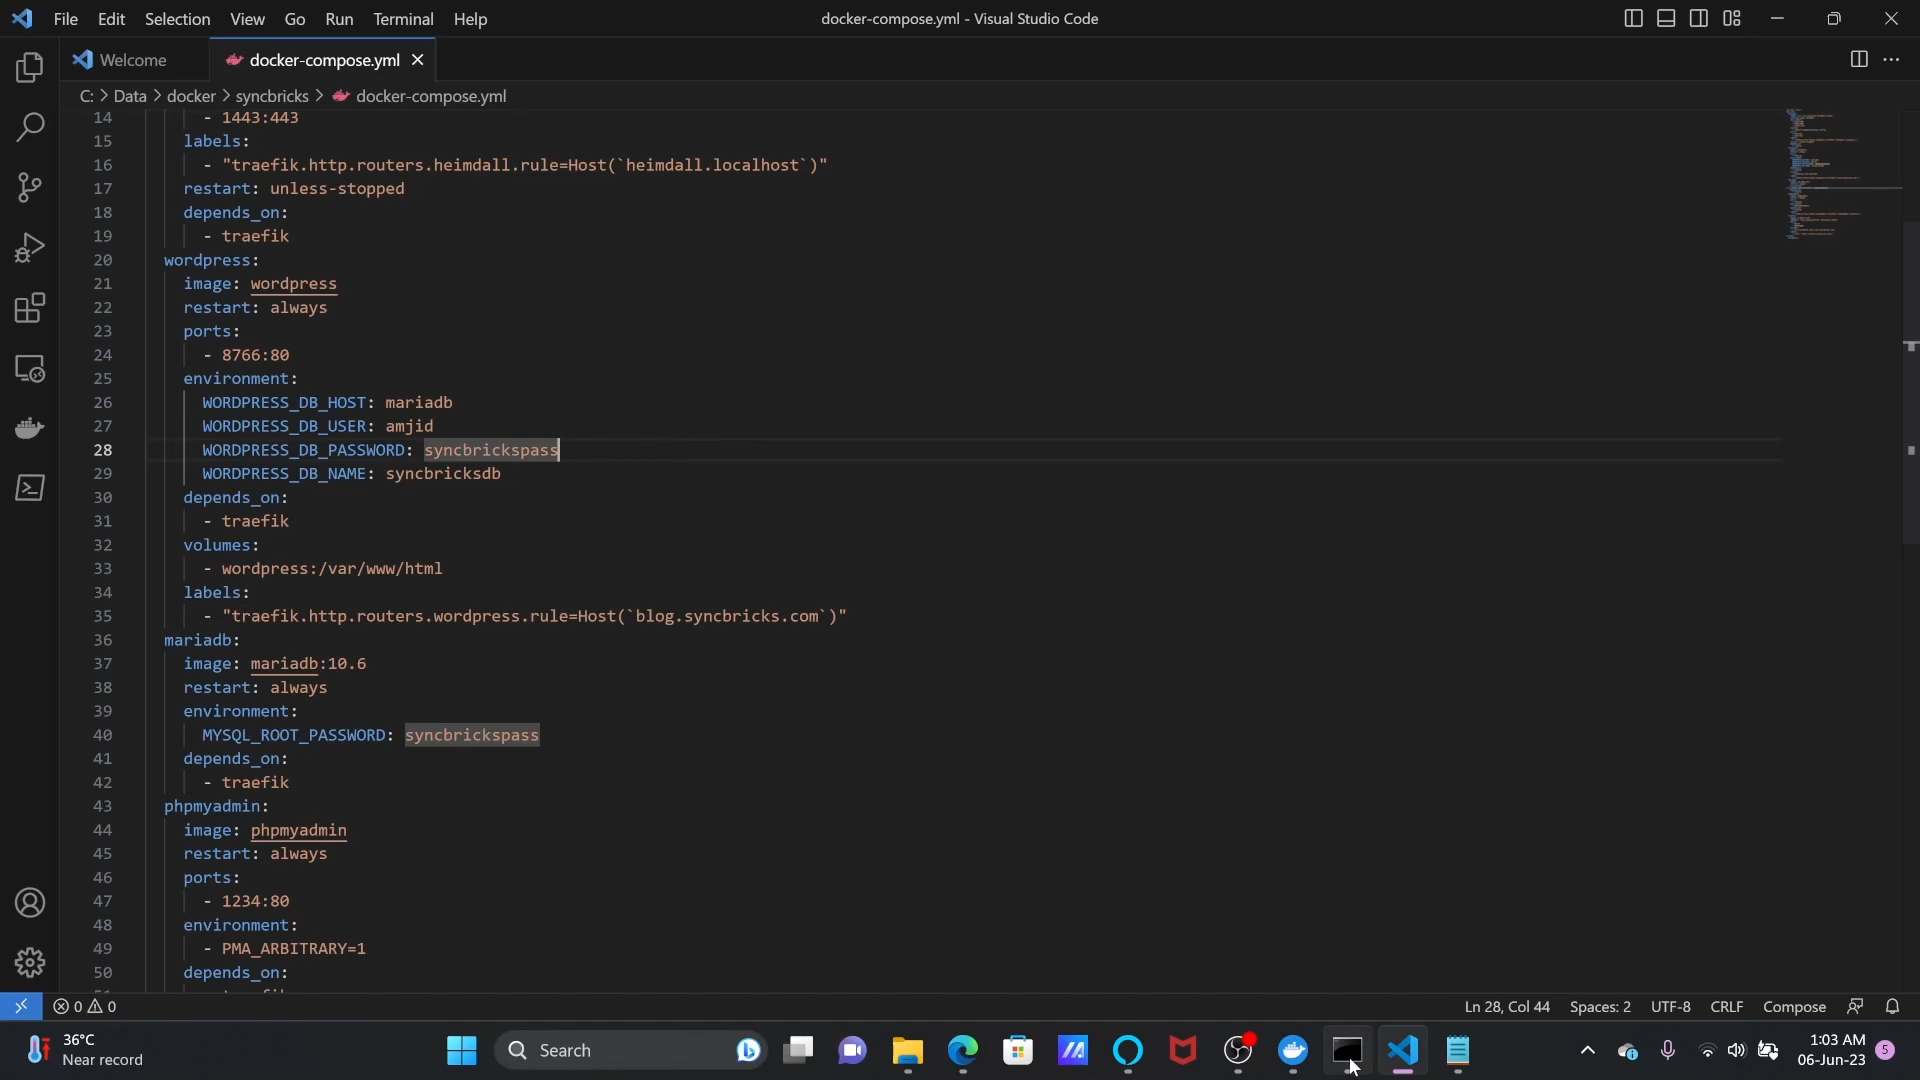 File Edit Selection View Go Run Terminal Help
docker-compose.yml - Visual Studio Code
Welcome
docker-compose.yml
C: > Data > docker > syncbricks > docker-compose.yml
14 - 1443:443
15 labels:
16 - "traefik.http.routers.heimdall.rule=Host(`heimdall.localhost`)"
17 restart: unless-stopped
18 depends_on:
19 - traefik
20 wordpress:
21 image: wordpress
22 restart: always
23 ports:
24 - 8766:80
25 environment:
26 WORDPRESS_DB_HOST: mariadb
27 WORDPRESS_DB_USER: amjid
28 WORDPRESS_DB_PASSWORD: syncbrickspass
29 WORDPRESS_DB_NAME: syncbricksdb
30 depends_on:
31 - traefik
32 volumes:
33 - wordpress:/var/www/html
34 labels:
35 - "traefik.http.routers.wordpress.rule=Host(`blog.syncbricks.com`)"
36 mariadb:
37 image: mariadb:10.6
38 restart: always
39 environment:
40 MYSQL_ROOT_PASSWORD: syncbrickspass
41 depends_on:
42 - traefik
43 phpmyadmin:
44 image: phpmyadmin
45 restart: always
46 ports:
47 - 1234:80
48 environment:
49 - PMA_ARBITRARY=1
50 depends_on:
0 0
Ln 28, Col 44 Spaces: 2 UTF-8 CRLF Compose
36°C
Near record
Search
1:03 AM
06-Jun-23
5